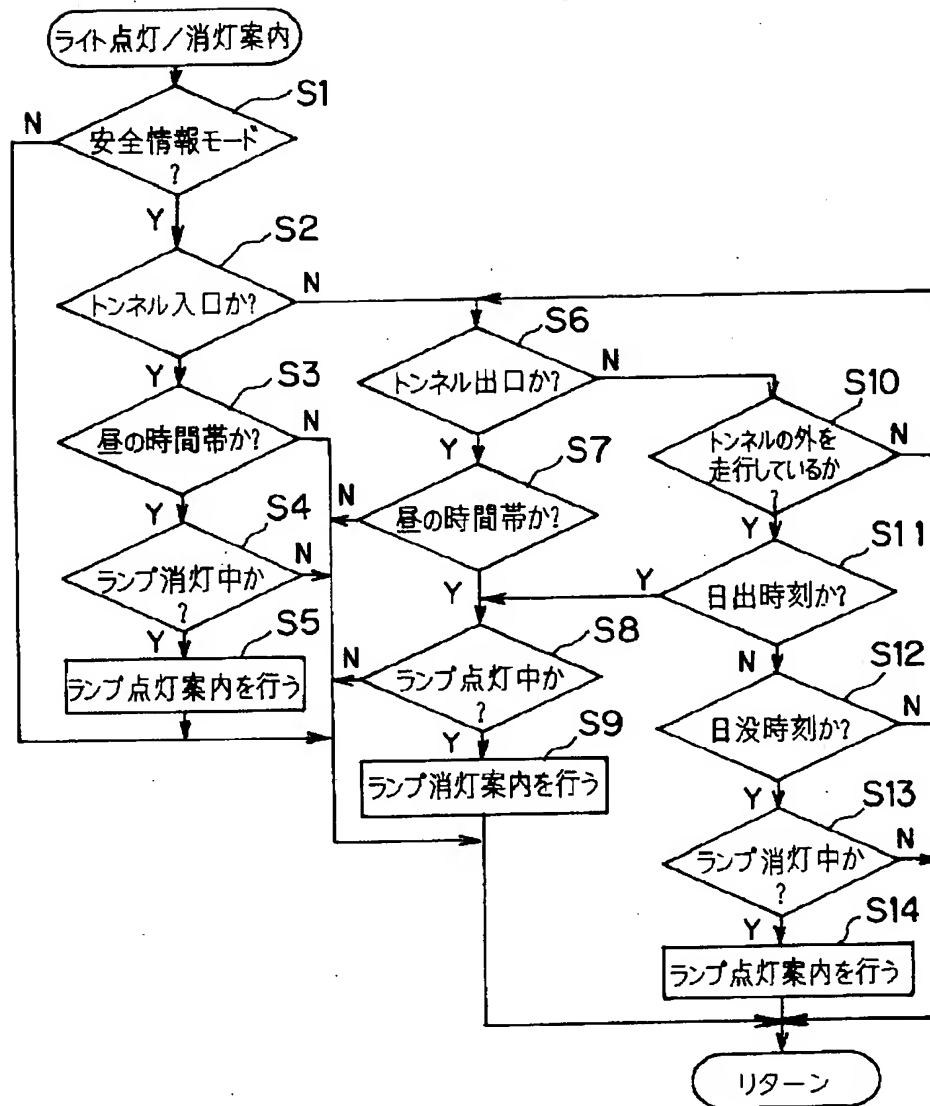 ライト点灯/消灯案内
S1
N
安全情報モード
?
Y
S2
トンネル入口か?
N
Y
S3
昼の時間帯か?
N
Y
S4
ランプ消灯中か
?
N
Y
S5
ランプ点灯案内を行う
S6
トンネル出口か?
N
Y
S7
昼の時間帯か?
N
Y
S8
ランプ点灯中か
?
N
Y
S9
ランプ消灯案内を行う
S10
トンネルの外を
走行しているか
?
N
Y
S11
日出時刻か?
Y
N
S12
日没時刻か?
N
Y
S13
ランプ消灯中か
?
N
Y
S14
ランプ点灯案内を行う
リターン